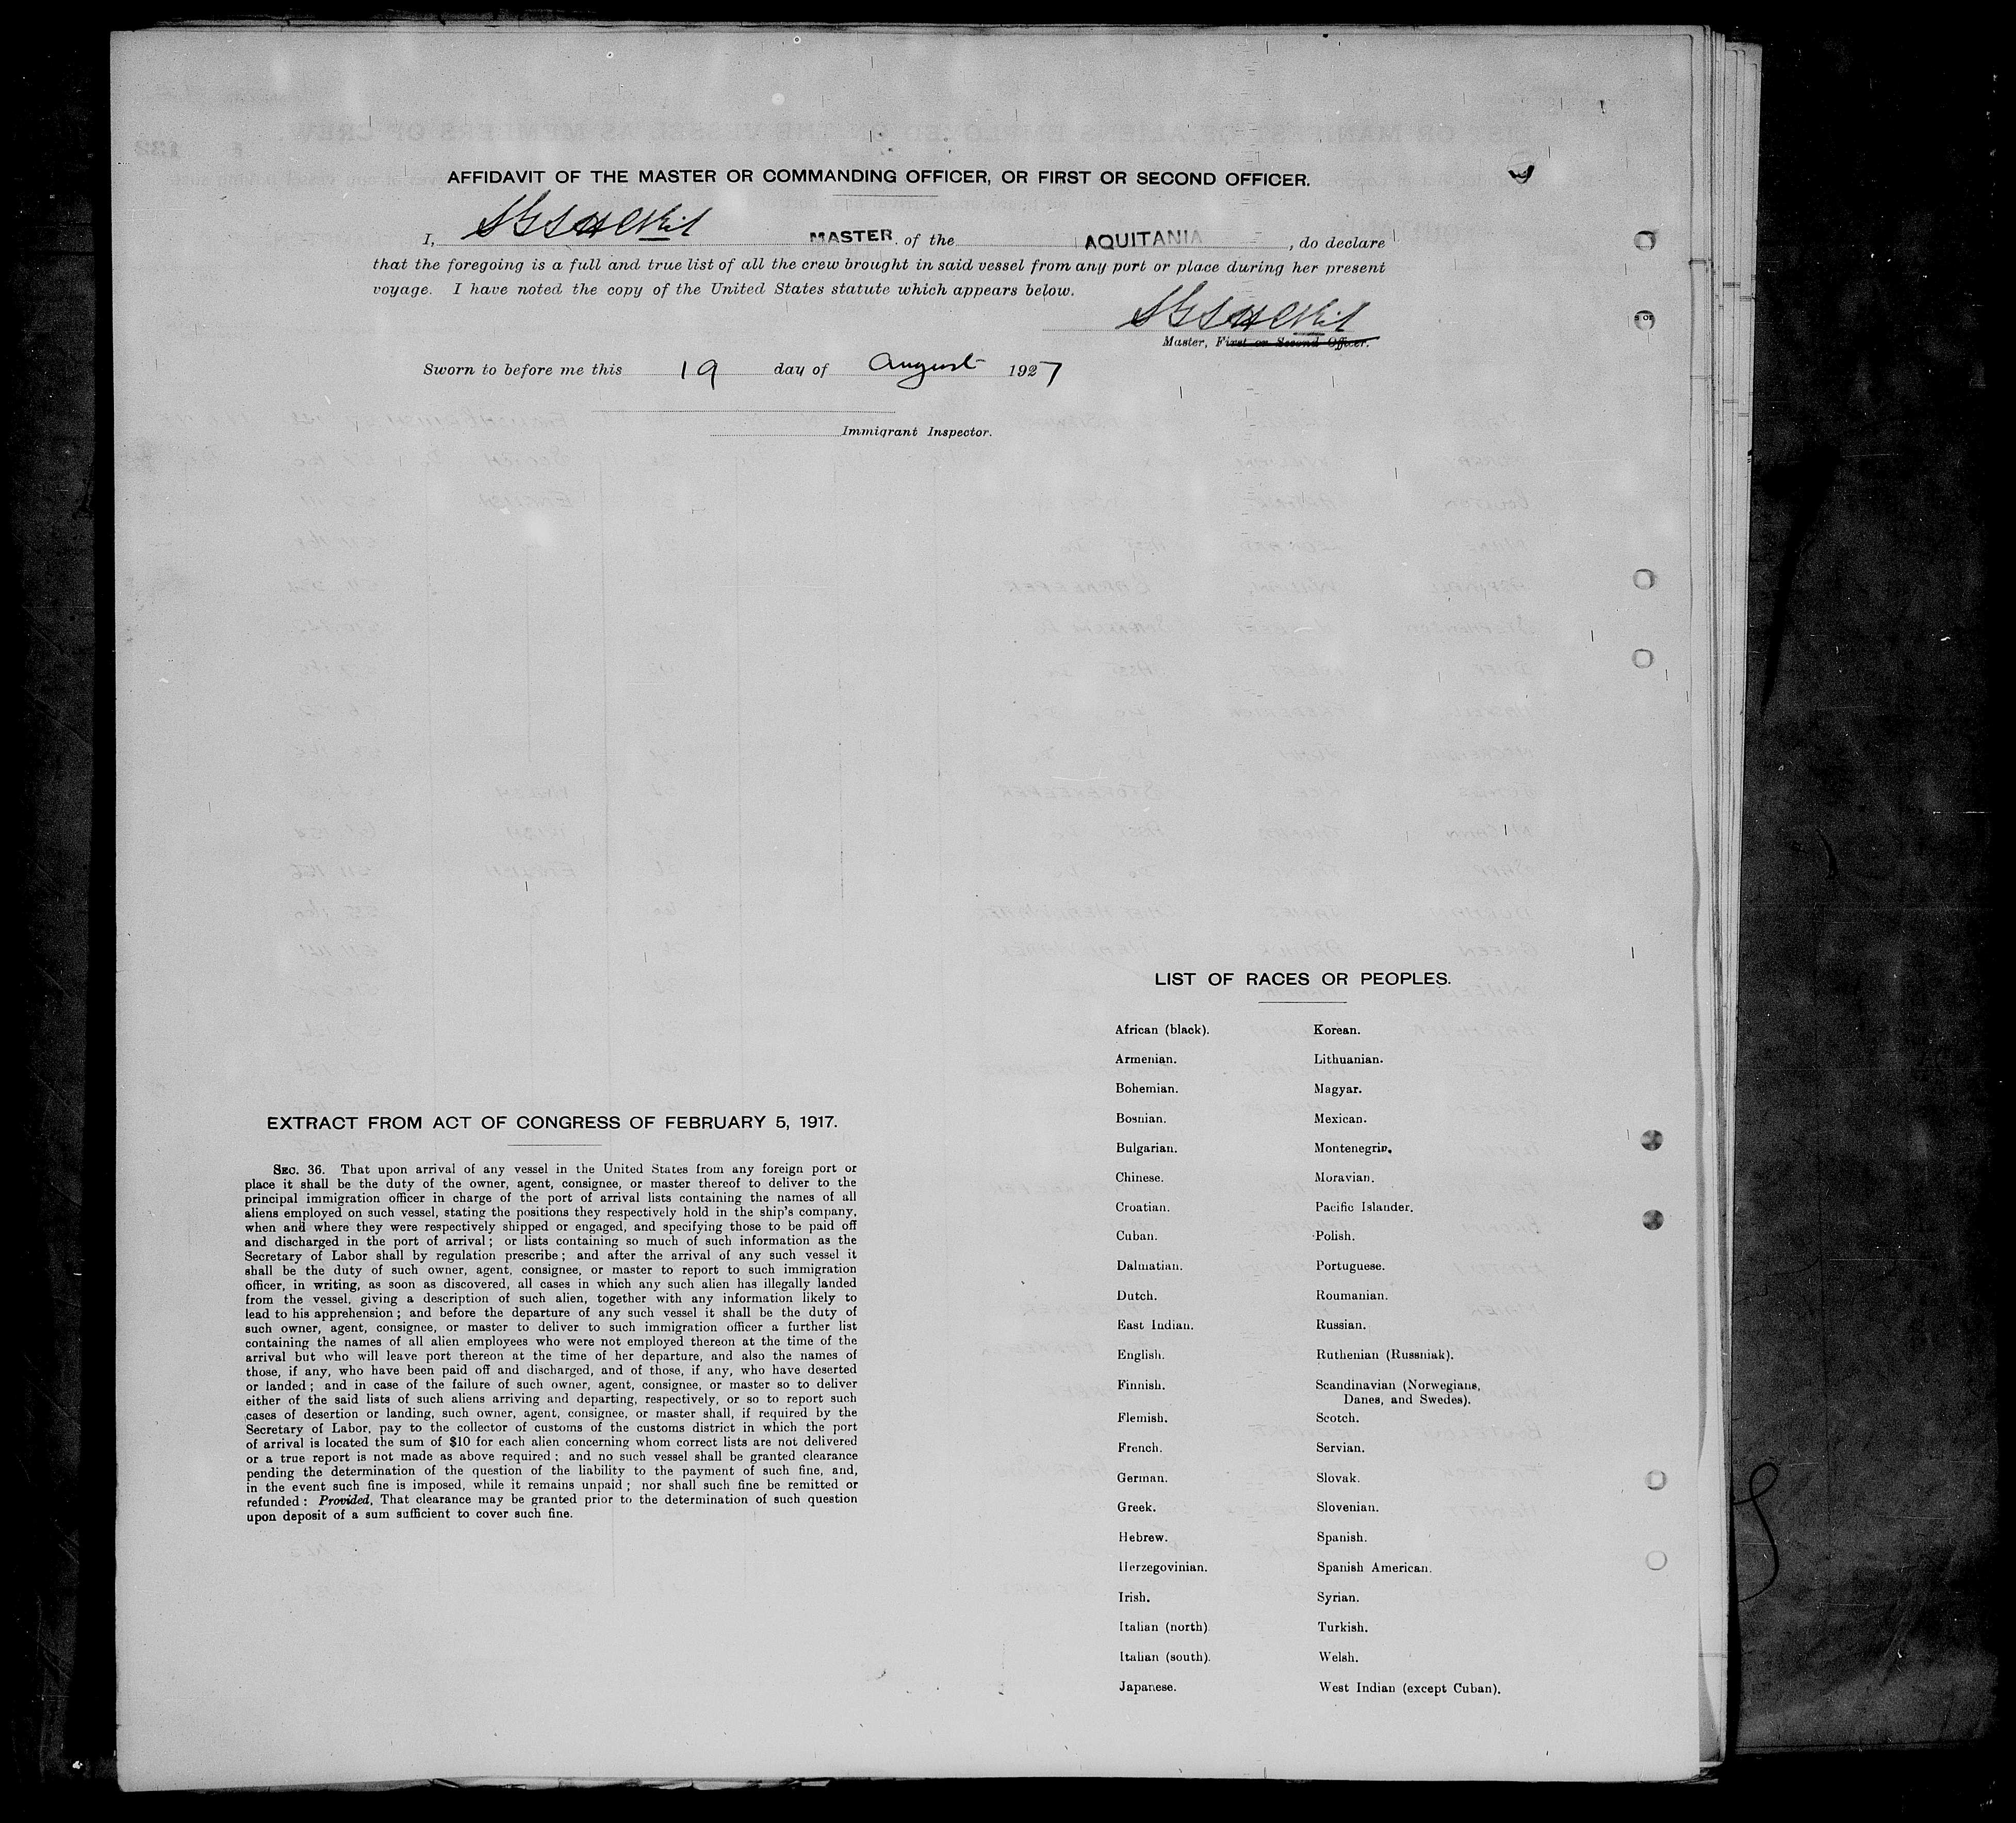 AFFIDAVIT OF THE MASTER OR COMMANDING OFFICER, OR FIRST OR SECOND OFFICER.
I, MASTER of the AQUITANIA, do declare
that the foregoing is a full and true list of all the crew brought in said vessel from any port or place during her present
voyage. I have noted the copy of the United States statute which appears below.
Master, First or Second Officer.
Sworn to before me this 19 day of August 1927
Immigrant Inspector.
EXTRACT FROM ACT OF CONGRESS OF FEBRUARY 5, 1917.
SEC. 36. That upon arrival of any vessel in the United States from any foreign port or
place it shall be the duty of the owner, agent, consignee, or master thereof to deliver to the
principal immigration officer in charge of the port of arrival lists containing the names of all
aliens employed on such vessel, stating the positions they respectively hold in the ship's company,
when and where they were respectively shipped or engaged, and specifying those to be paid off
and discharged in the port of arrival; or lists containing so much of such information as the
Secretary of Labor shall by regulation prescribe; and after the arrival of any such vessel it
shall be the duty of such owner, agent, consignee, or master to report to such immigration
officer, in writing, as soon as discovered, all cases in which any such alien has illegally landed
from the vessel, giving a description of such alien, together with any information likely to
lead to his apprehension; and before the departure of any such vessel it shall be the duty of
such owner, agent, consignee, or master to deliver to such immigration officer a further list
containing the names of all alien employees who were not employed thereon at the time of the
arrival but who will leave port thereon at the time of her departure, and also the names of
those, if any, who have been paid off and discharged, and of those, if any, who have deserted
or landed; and in case of the failure of such owner, agent, consignee, or master so to deliver
either of the said lists of such aliens arriving and departing, respectively, or so to report such
cases of desertion or landing, such owner, agent, consignee, or master shall, if required by the
Secretary of Labor, pay to the collector of customs of the customs district in which the port
of arrival is located the sum of $10 for each alien concerning whom correct lists are not delivered
or a true report is not made as above required; and no such vessel shall be granted clearance
pending the determination of the question of the liability to the payment of such fine, and,
in the event such fine is imposed, while it remains unpaid; nor shall such fine be remitted or
refunded: Provided, That clearance may be granted prior to the determination of such question
upon deposit of a sum sufficient to cover such fine.
LIST OF RACES OR PEOPLES.
African (black).
Armenian.
Bohemian.
Bosnian.
Bulgarian.
Chinese.
Croatian.
Cuban.
Dalmatian.
Dutch.
East Indian.
English.
Finnish.
Flemish.
French.
German.
Greek.
Hebrew.
Herzegovinian.
Irish.
Italian (north)
Italian (south).
Japanese.
Korean.
Lithuanian.
Magyar.
Mexican.
Montenegrin.
Moravian.
Pacific Islander.
Polish.
Portuguese.
Roumanian.
Russian.
Ruthenian (Russniak).
Scandinavian (Norwegians,
Danes, and Swedes).
Scotch.
Servian.
Slovak.
Slovenian.
Spanish.
Spanish American.
Syrian.
Turkish.
Welsh.
West Indian (except Cuban).